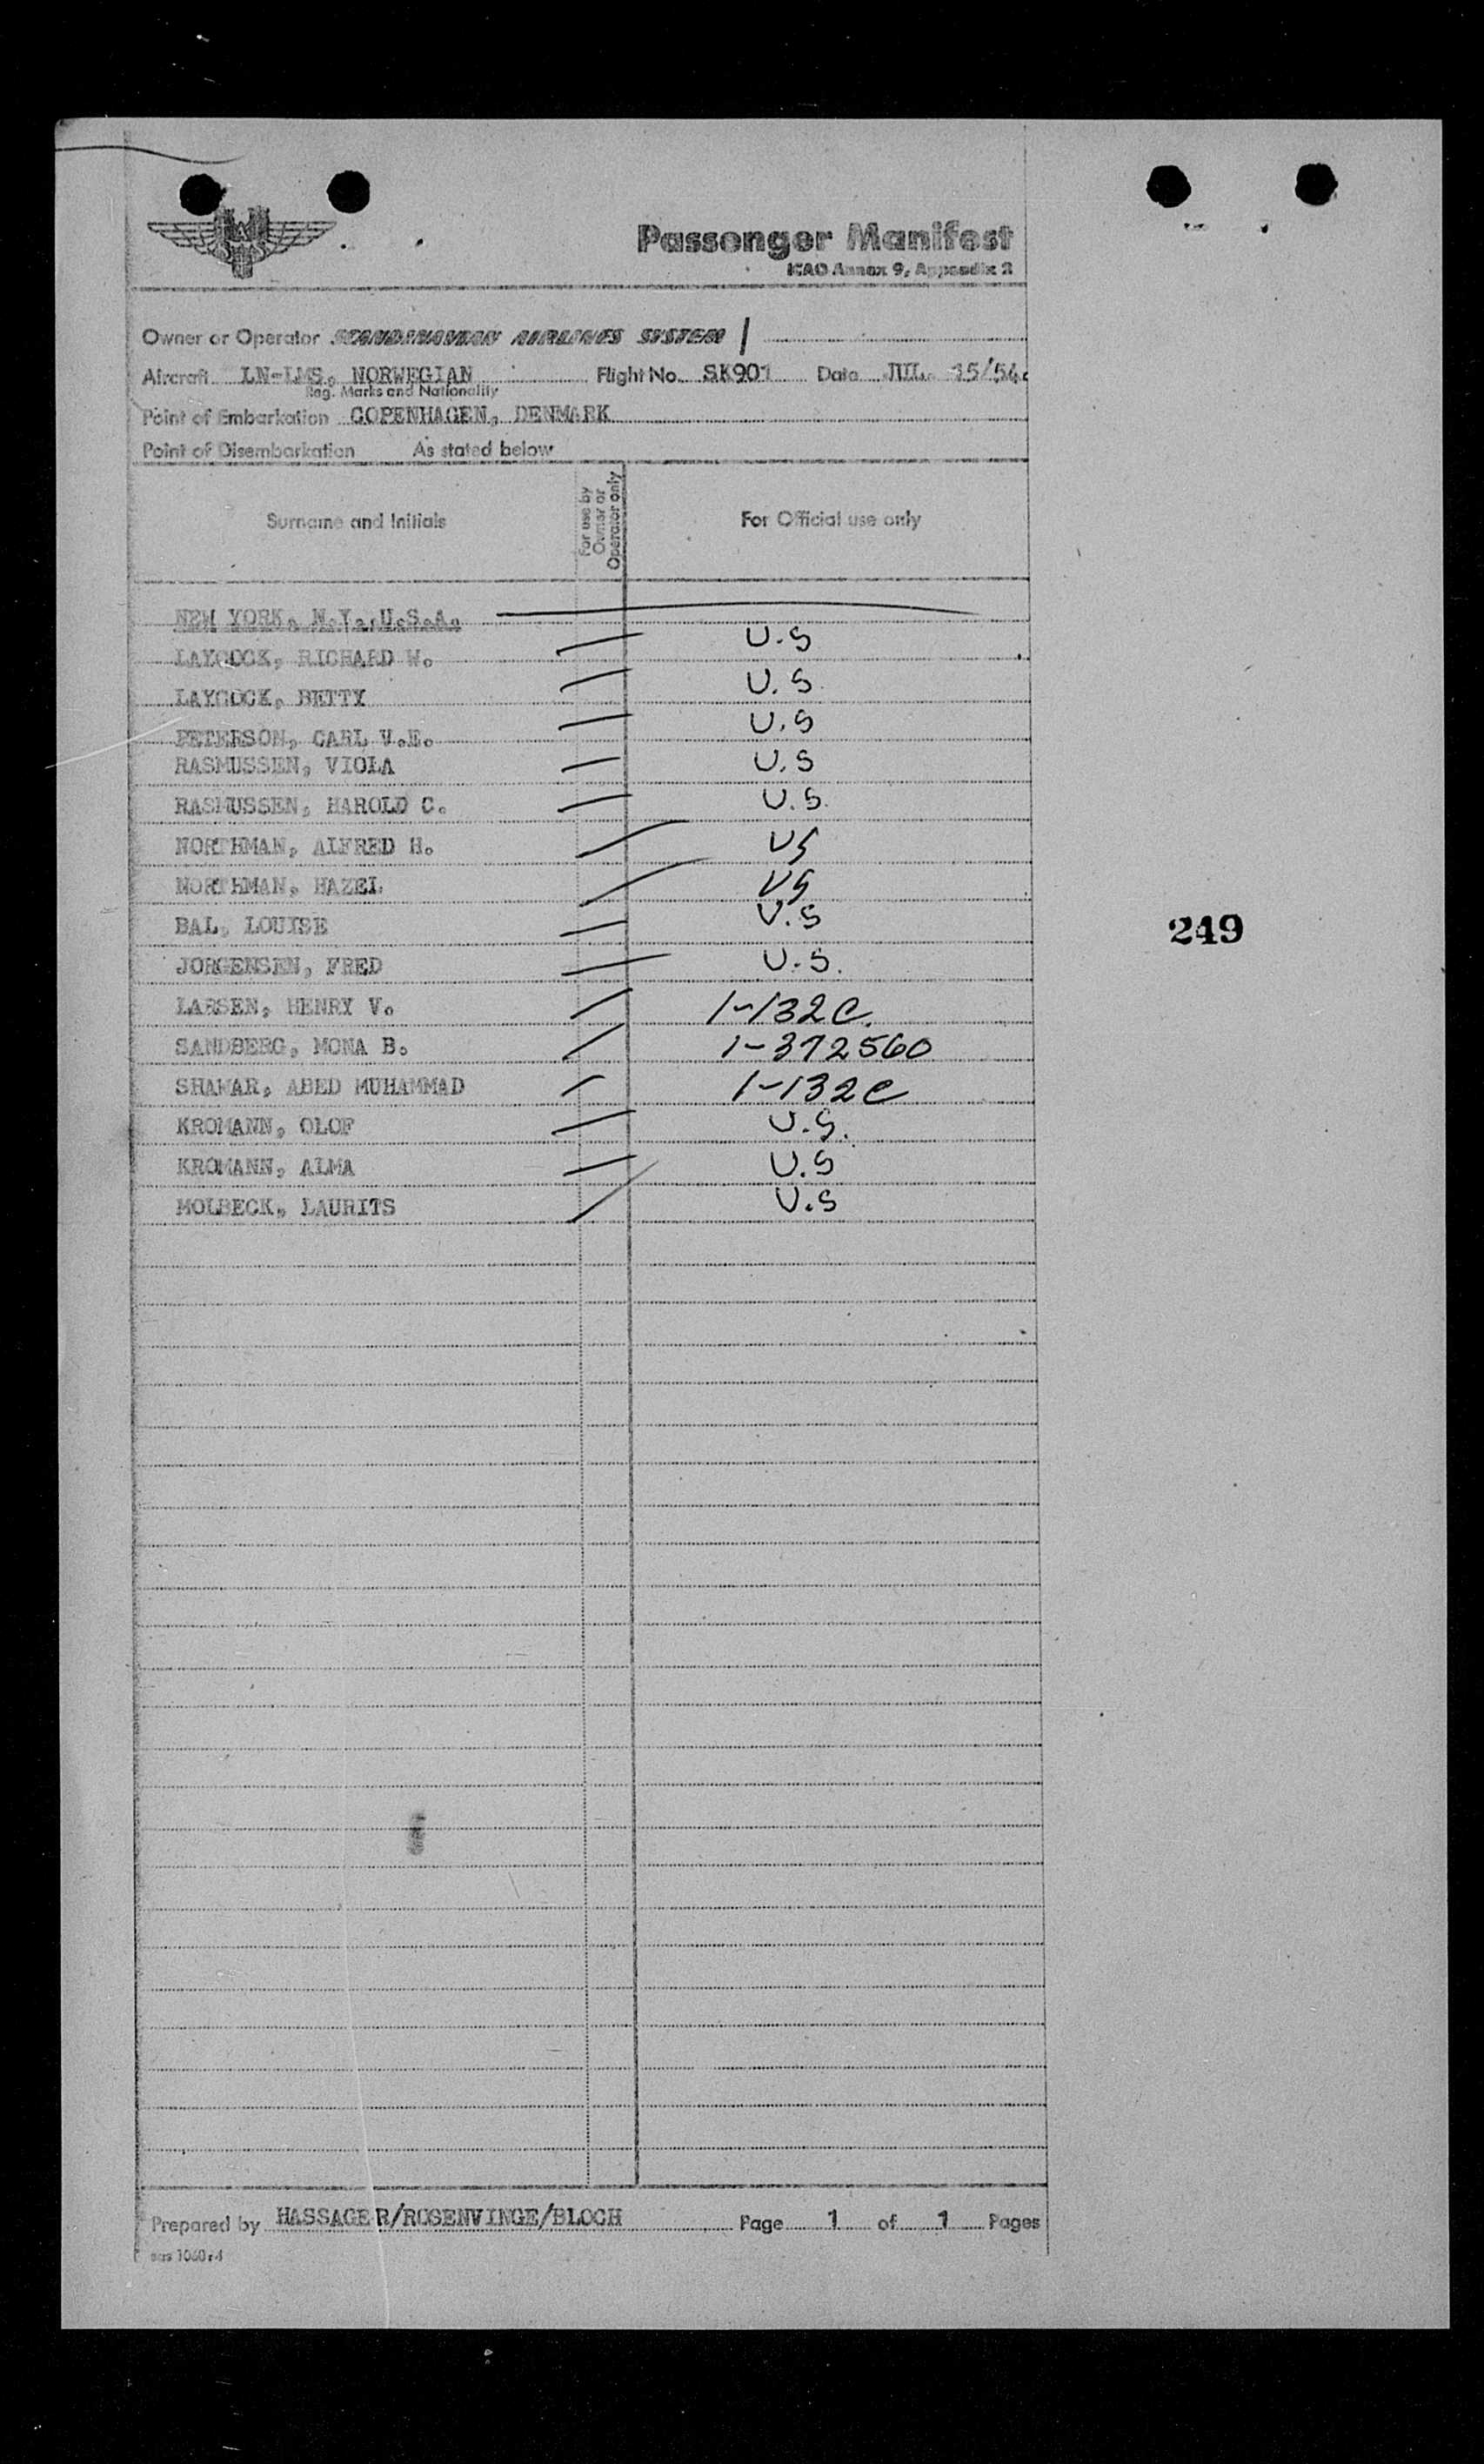 Passenger Manifest
ICAO Annex 9, Appendix 2
Owner or Operator SCANDINAVIAN AIRLINES SYSTEM
Aircraft LN-LMS, NORWEGIAN Flight No. SK901 Date JUL. 15/54.
Reg. Marks and Nationality
Point of Embarkation COPENHAGEN, DENMARK
Point of Disembarkation As stated below
Surname and Initials For use by Owner or Operator only For Official use only
NEW YORK, N.Y., U.S.A.
LAYCOCK, RICHARD W. U.S
LAYCOCK, BETTY U.S
PETERSON, CARL V.E. U.S
RASMUSSEN, VIOLA U.S
RASMUSSEN, HAROLD C. U.S.
NORTHMAN, ALFRED H. US
NORTHMAN, HAZEL US
BAL, LOUISE U.S
JORGENSEN, FRED U.S.
LARSEN, HENRY V. 1-132C.
SANDBERG, MONA B. 1-372560
SHAWAR, ABED MUHAMMAD 1-132C
KROMANN, OLOF U.S.
KROMANN, ALMA U.S
MOLBECK, LAURITS U.S
249
Prepared by HASSAGER/ROSENVINGE/BLOCH Page 1 of 1 Pages
sas 1060r4